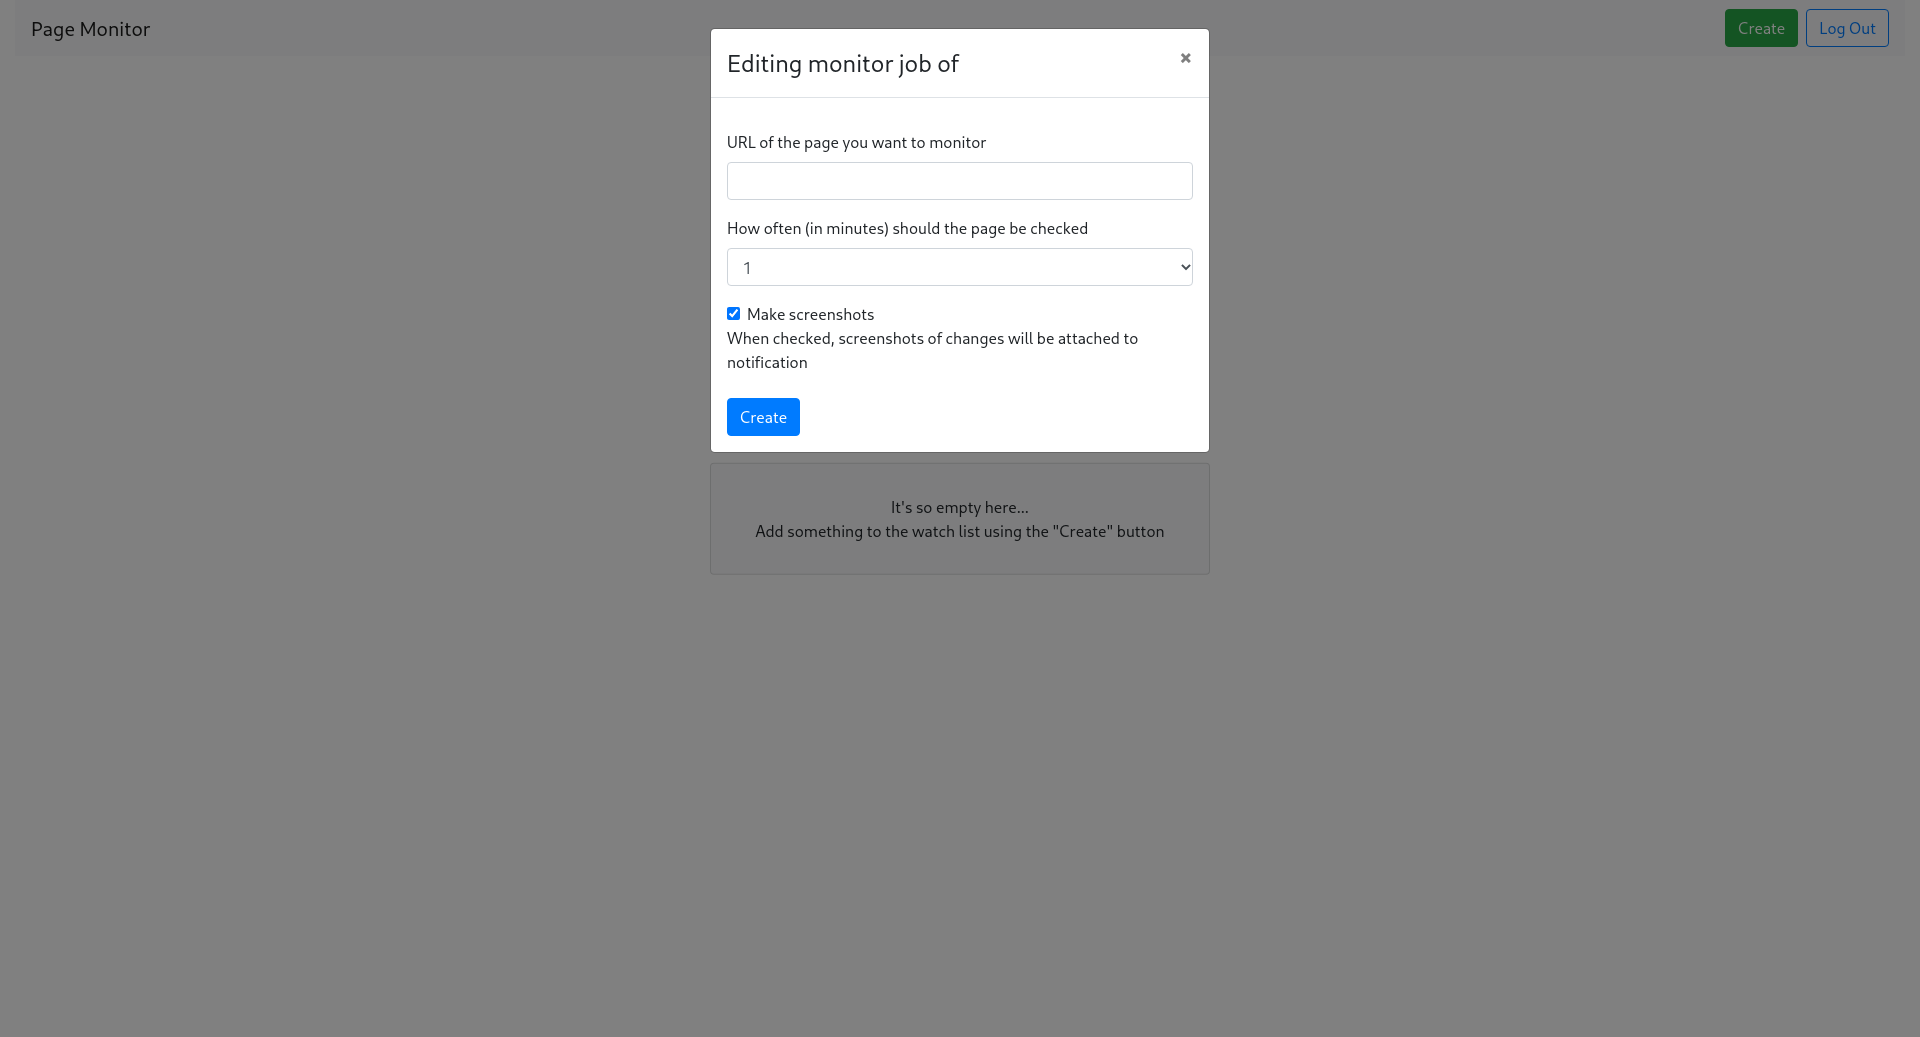 Page Monitor
Create
Log Out
Editing monitor job of
×
URL of the page you want to monitor
How often (in minutes) should the page be checked
1
Make screenshots
When checked, screenshots of changes will be attached to
notification
Create
It's so empty here...
Add something to the watch list using the "Create" button